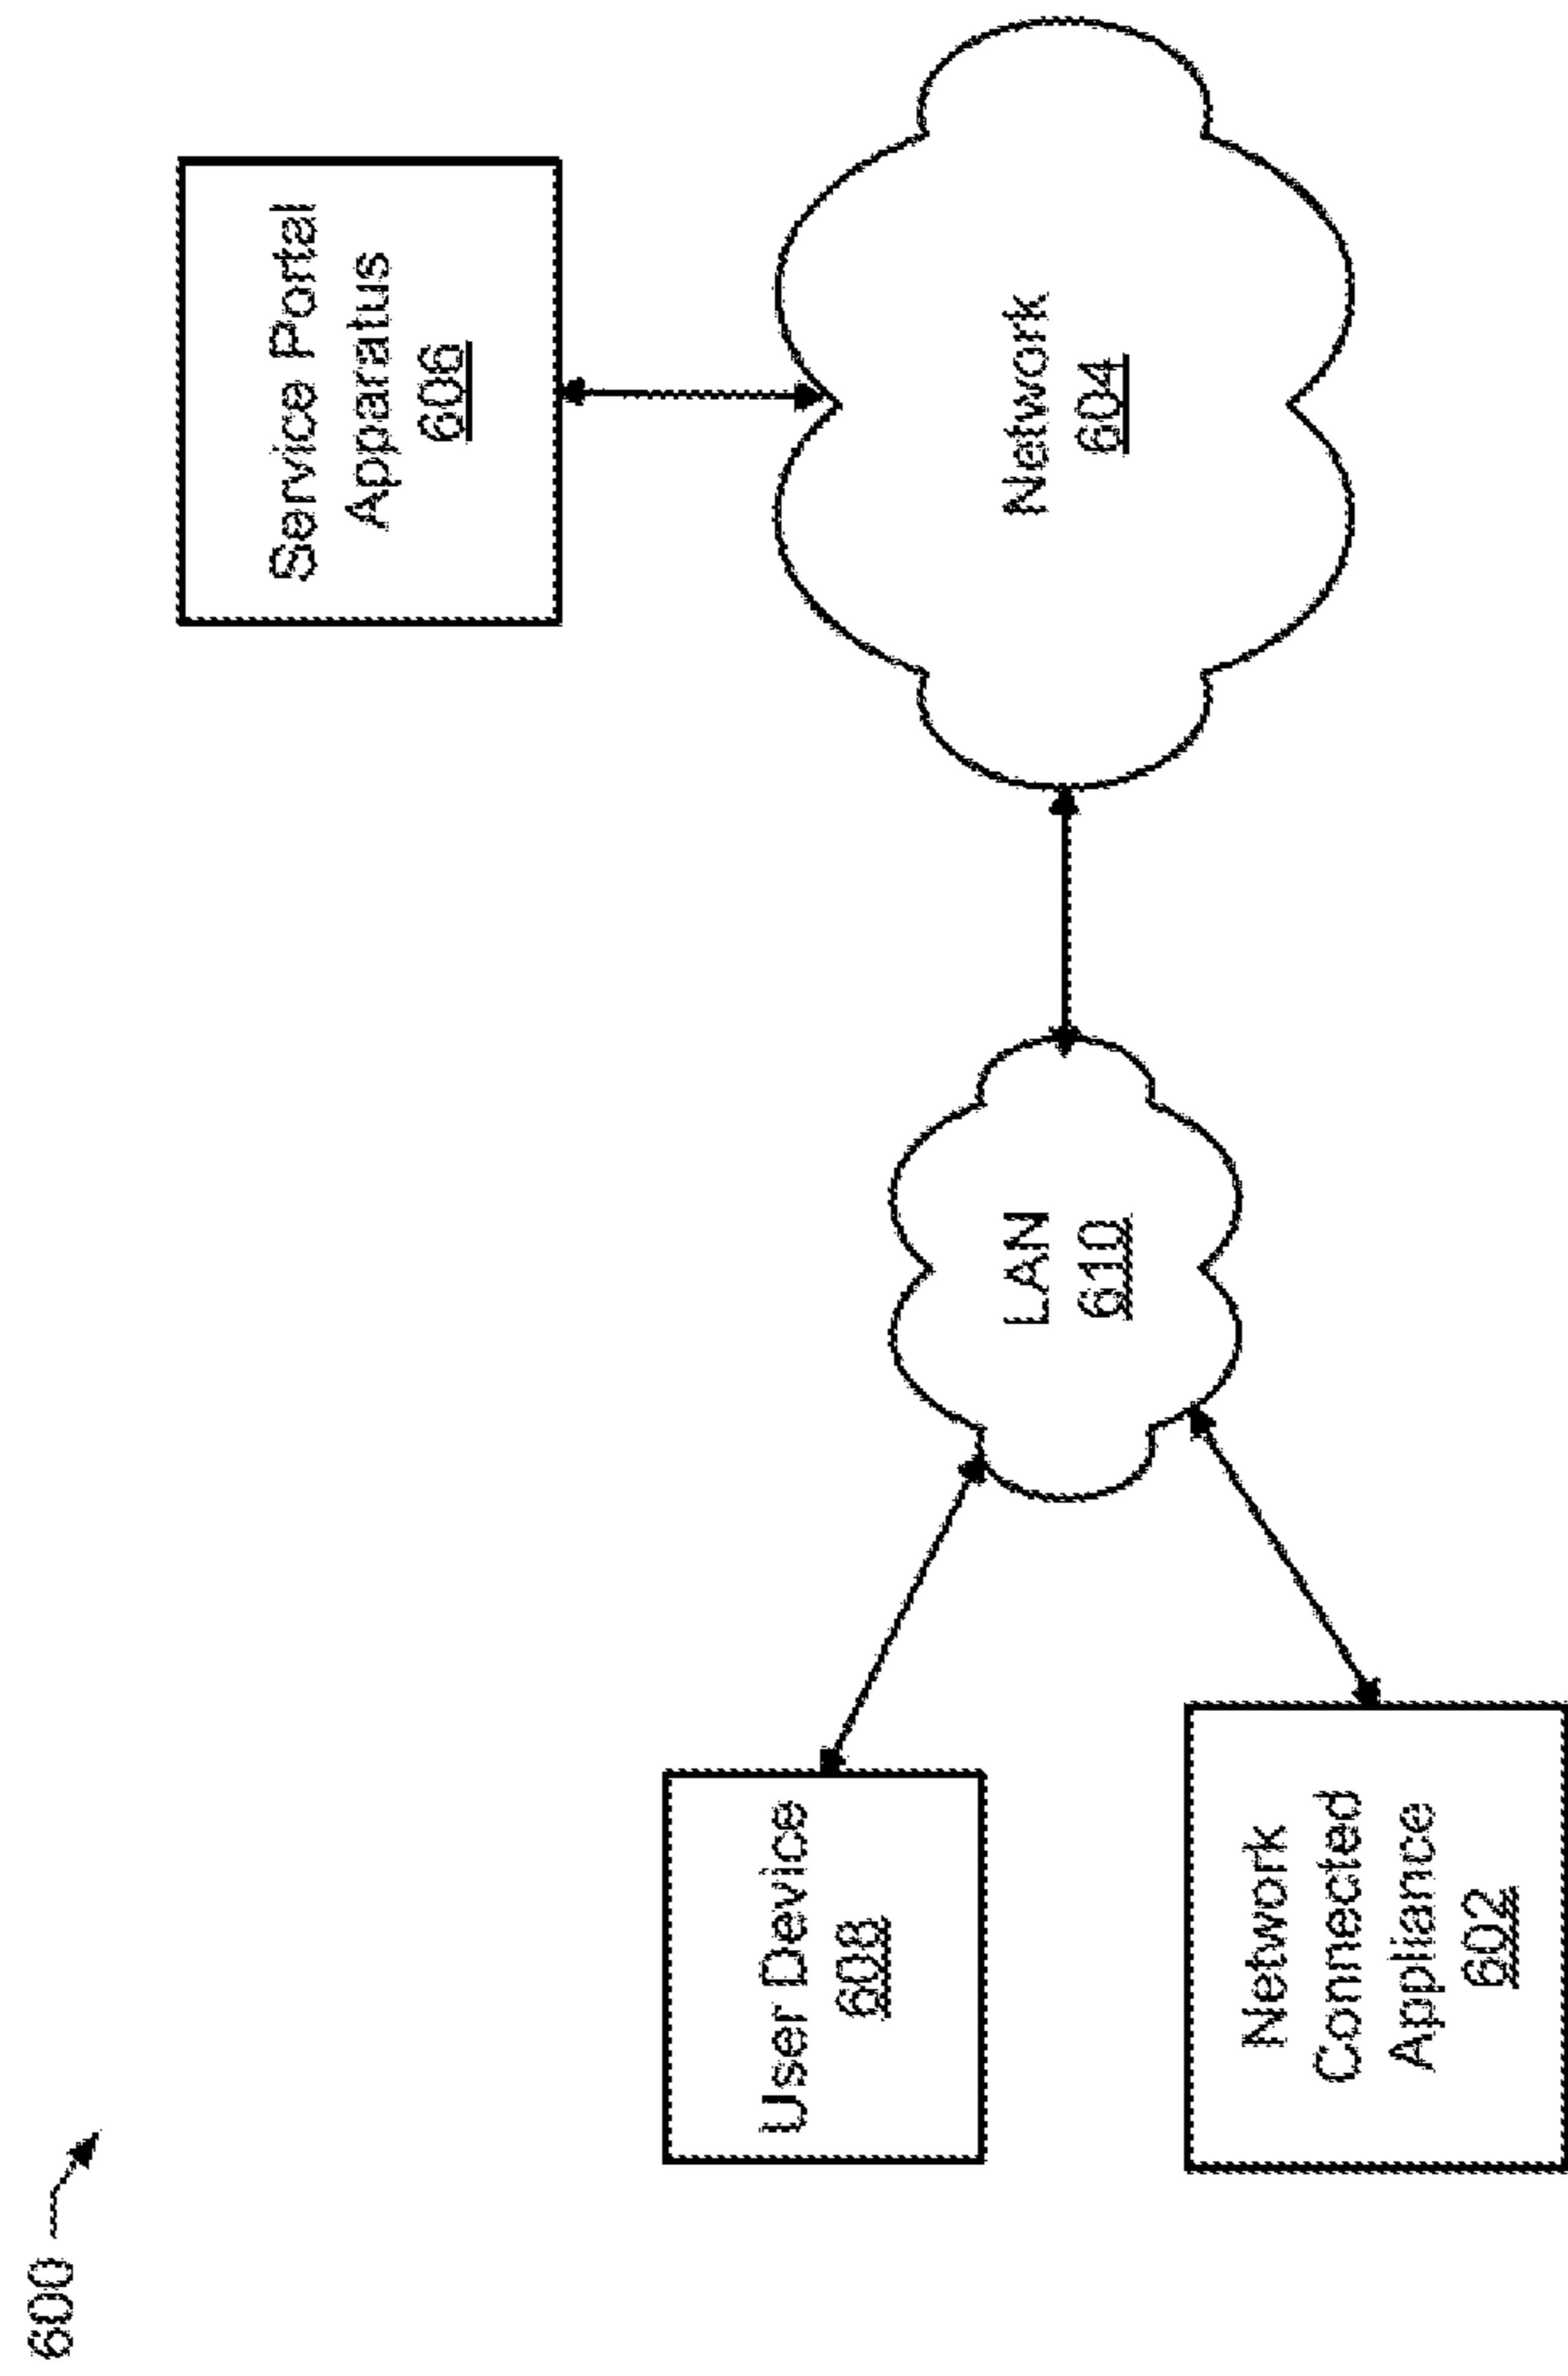 600
Service Portal
Apparatus
606
User Device
608
LAN
610
Network
604
Network
Connected
Appliance
602